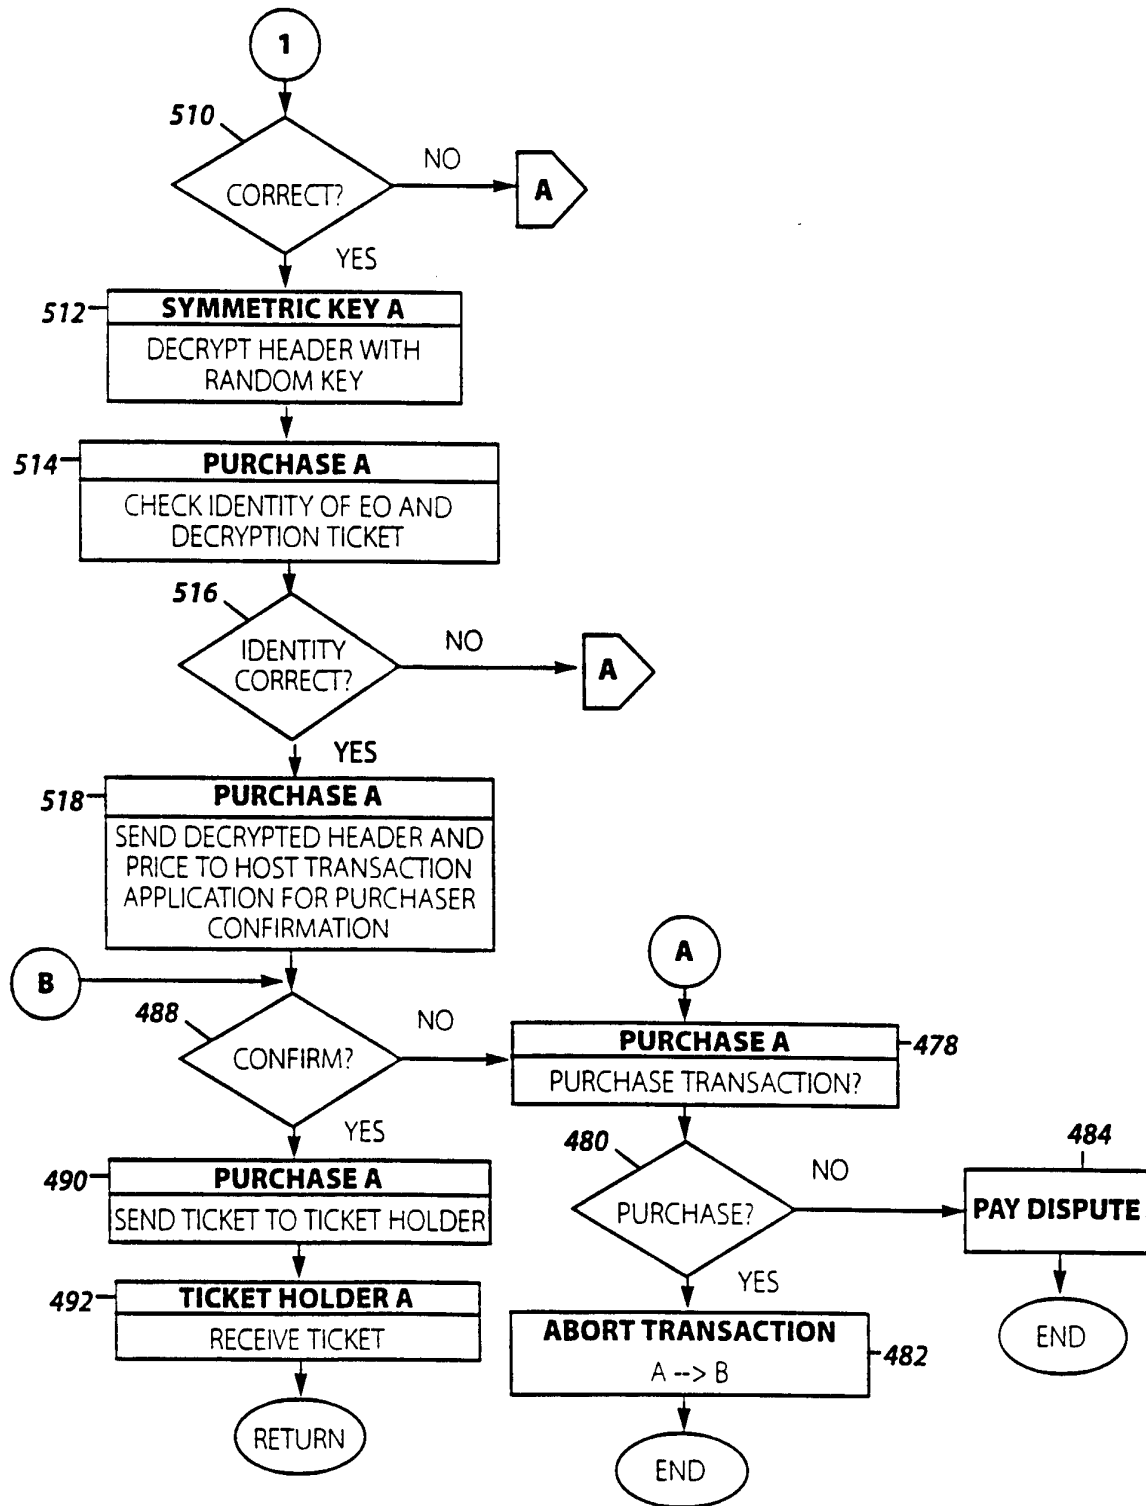 1
510
CORRECT?
NO
A
YES
512
SYMMETRIC KEY A
DECRYPT HEADER WITH
RANDOM KEY
514
PURCHASE A
CHECK IDENTITY OF EO AND
DECRYPTION TICKET
516
IDENTITY
CORRECT?
NO
A
YES
518
PURCHASE A
SEND DECRYPTED HEADER AND
PRICE TO HOST TRANSACTION
APPLICATION FOR PURCHASER
CONFIRMATION
B
488
CONFIRM?
NO
YES
490
PURCHASE A
SEND TICKET TO TICKET HOLDER
492
TICKET HOLDER A
RECEIVE TICKET
RETURN
A
PURCHASE A
478
PURCHASE TRANSACTION?
480
PURCHASE?
NO
YES
484
PAY DISPUTE
END
ABORT TRANSACTION
A --> B
482
END